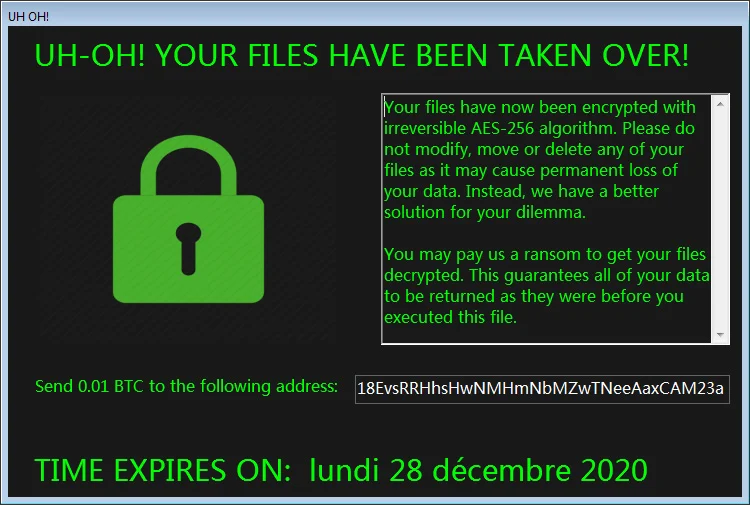 UH OH!
UH-OH! YOUR FILES HAVE BEEN TAKEN OVER!
Your files have now been encrypted with
irreversible AES-256 algorithm. Please do
not modify, move or delete any of your
files as it may cause permanent loss of
your data. Instead, we have a better
solution for your dilemma.
You may pay us a ransom to get your files
decrypted. This guarantees all of your data
to be returned as they were before you
executed this file.
Send 0.01 BTC to the following address:
18EvsRRHhsHwNMHmNbMZwTNeeAaxCAM23a
TIME EXPIRES ON: lundi 28 décembre 2020